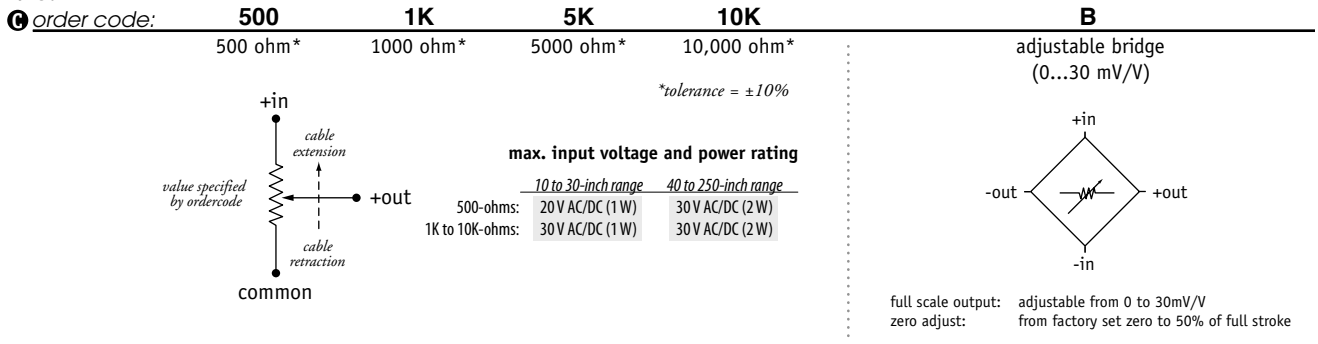 C order code: 500 1K 5K 10K B
500 ohm* 1000 ohm* 5000 ohm* 10,000 ohm*
*tolerance = ±10%
+in
cable
extension
value specified
by ordercode
+out
cable
retraction
common
max. input voltage and power rating
10 to 30-inch range 40 to 250-inch range
500-ohms: 20 V AC/DC (1 W) 30 V AC/DC (2 W)
1K to 10K-ohms: 30 V AC/DC (1 W) 30 V AC/DC (2 W)
adjustable bridge
(0...30 mV/V)
+in
-out +out
-in
full scale output: adjustable from 0 to 30mV/V
zero adjust: from factory set zero to 50% of full stroke